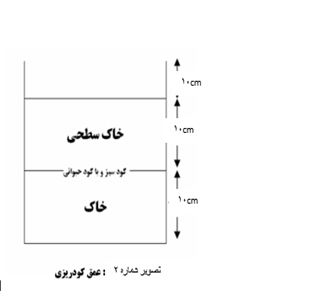 ۱۰cm
خاک سطحی
۱۰cm
کود سبز و یا کود حیوانی
خاک
۱۰cm
تصویر شماره ۲ : عمق کودریزی